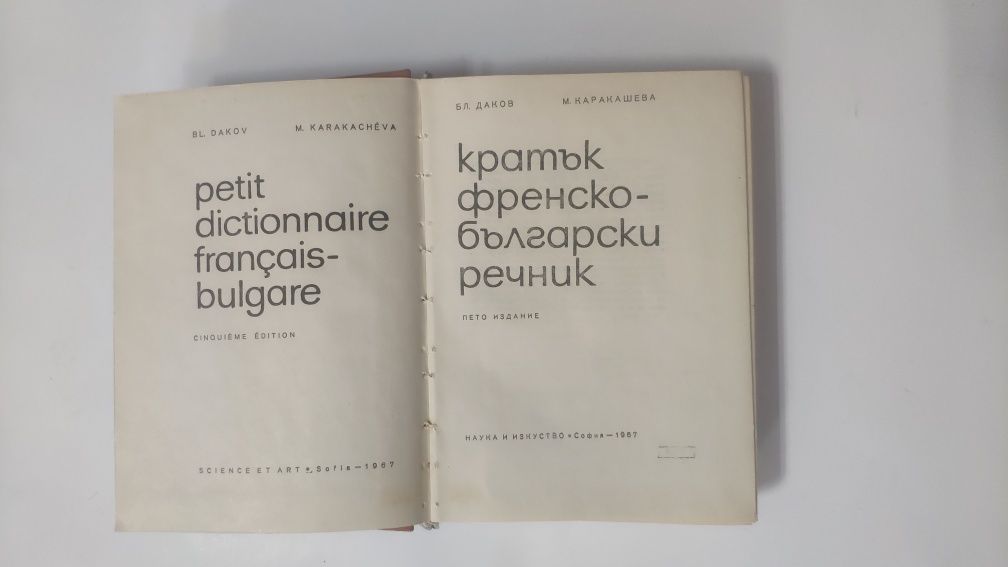 BL. DAKOV M. KARAKACHÉVA
petit
dictionnaire
français-
bulgare
CINQUIÈME ÉDITION
SCIENCE ET ART * Sofia — 1967
БЛ. ДАКОВ М. КАРАКАШЕВА
кратък
френско-
български
речник
ПЕТО ИЗДАНИЕ
НАУКА И ИЗКУСТВО * София — 1967